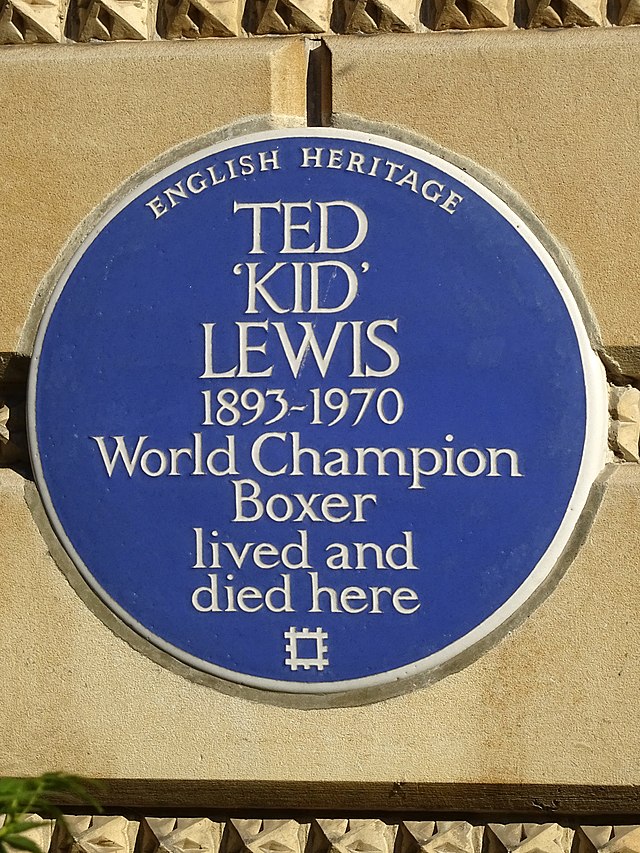 ENGLISH HERITAGE
TED
‘KID’
LEWIS
1893-1970
World Champion
Boxer
lived and
died here